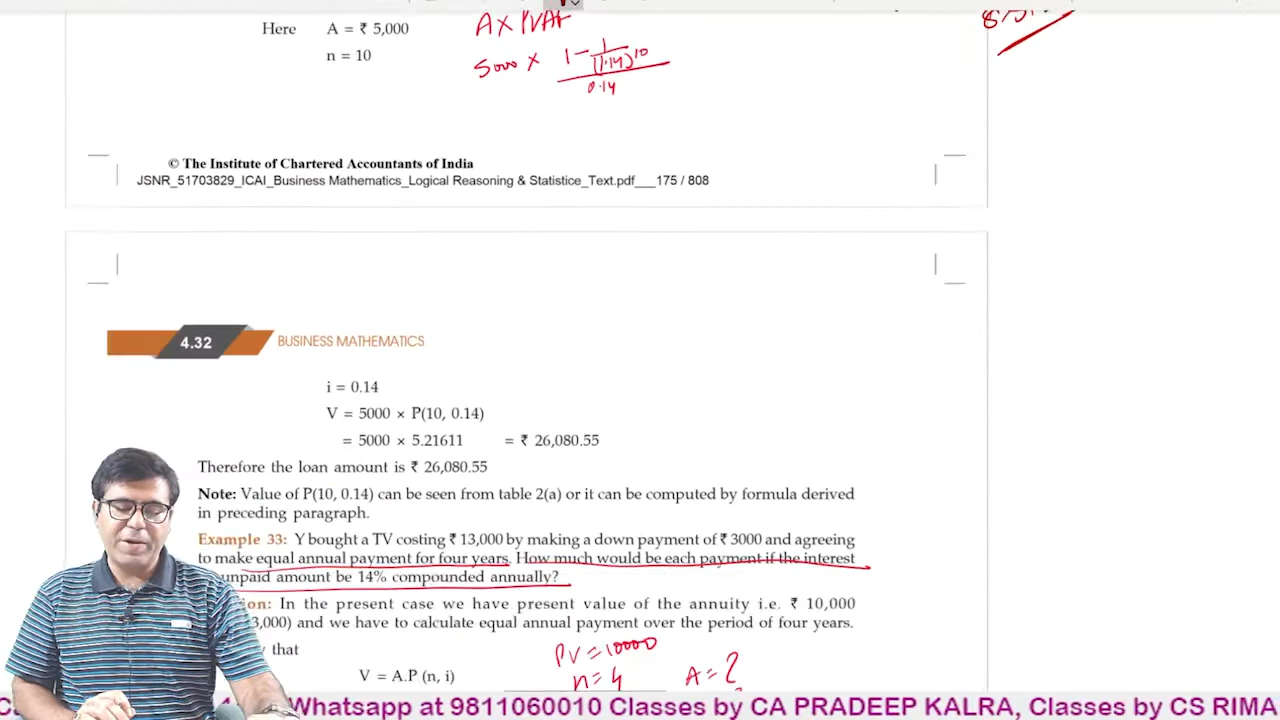 Here A = ₹ 5,000
n = 10
A x PVAF
5000 × 1 - 1/(1.14)^10
0.14
© The Institute of Chartered Accountants of India
JSNR_51703829_ICAI_Business Mathematics_Logical Reasoning & Statistice_Text.pdf___175 / 808
4.32 BUSINESS MATHEMATICS
i = 0.14
V = 5000 × P(10, 0.14)
= 5000 × 5.21611 = ₹ 26,080.55
Therefore the loan amount is ₹ 26,080.55
Note: Value of P(10, 0.14) can be seen from table 2(a) or it can be computed by formula derived
in preceding paragraph.
Example 33: Y bought a TV costing ₹ 13,000 by making a down payment of ₹ 3000 and agreeing
to make equal annual payment for four years. How much would be each payment if the interest
unpaid amount be 14% compounded annually?
In the present case we have present value of the annuity i.e. ₹ 10,000
3,000) and we have to calculate equal annual payment over the period of four years.
that
PV = 10000
V = A.P (n, i)
n = 4 A = ?
Whatsapp at 9811060010 Classes by CA PRADEEP KALRA, Classes by CS RIMA